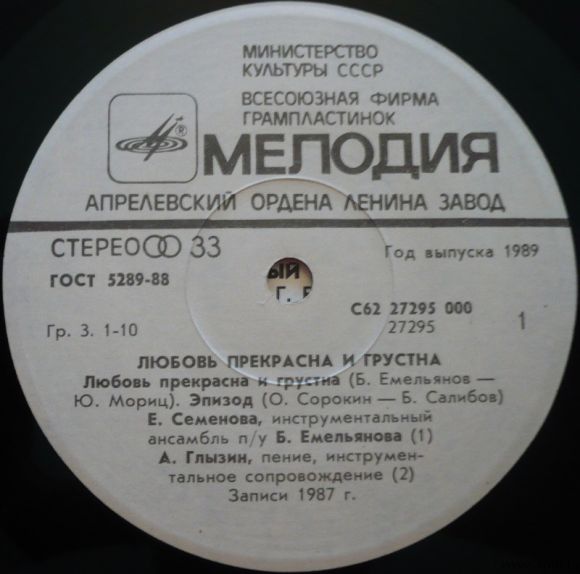 МИНИСТЕРСТВО
КУЛЬТУРЫ СССР
ВСЕСОЮЗНАЯ ФИРМА
ГРАМПЛАСТИНОК
®
МЕЛОДИЯ
АПРЕЛЕВСКИЙ ОРДЕНА ЛЕНИНА ЗАВОД
СТЕРЕО 33
Год выпуска 1989
ГОСТ 5289-88
ЫЙ
Г.
С62 27295 000
Гр. 3. 1-10
27295
1
ЛЮБОВЬ ПРЕКРАСНА И ГРУСТНА
Любовь прекрасна и грустна (Б. Емельянов —
Ю. Мориц). Эпизод (О. Сорокин — Б. Салибов)
Е. Семенова, инструментальный
ансамбль п/у Б. Емельянова (1)
А. Глызин, пение, инструмен-
тальное сопровождение (2)
Записи 1987 г.